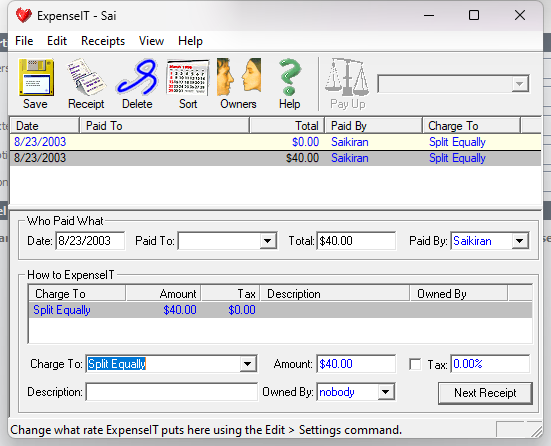 ExpenseIT - Sai
File Edit Receipts View Help
Save Receipt Delete Sort Owners Help Pay Up
Date Paid To Total Paid By Charge To
8/23/2003 $0.00 Saikiran Split Equally
8/23/2003 $40.00 Saikiran Split Equally
Who Paid What
Date: 8/23/2003 Paid To: Total: $40.00 Paid By: Saikiran
How to ExpenseIT
Charge To Amount Tax Description Owned By
Split Equally $40.00 $0.00
Charge To: Split Equally Amount: $40.00 Tax: 0.00%
Description: Owned By: nobody Next Receipt
Change what rate ExpenseIT puts here using the Edit > Settings command.